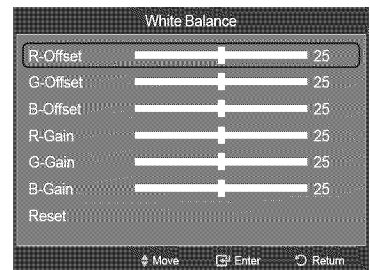 White Balance
R-Offset 25
G-Offset 25
B-Offset 25
R-Gain 25
G-Gain 25
B-Gain 25
Reset
Move Enter Return